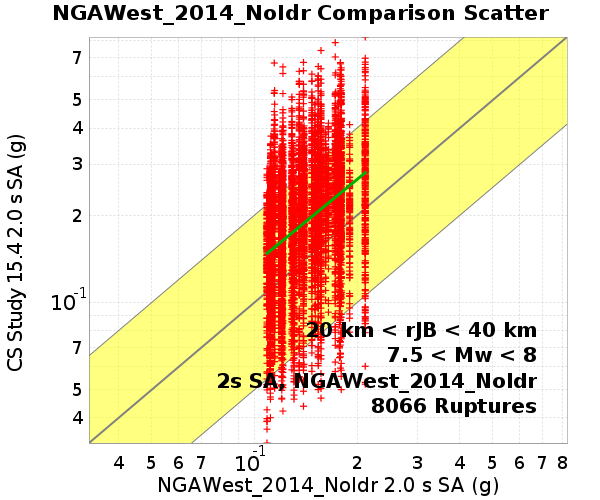 NGAWest_2014_NoIdr Comparison Scatter
CS Study 15.4 2.0 s SA (g)
7
5
4
3
2
10-1
7
5
4
20 km < rJB < 40 km
7.5 < Mw < 8
2s SA, NGAWest_2014_NoIdr
8066 Ruptures
4 5 6 7 10-1 2 3 4 5 6 7 8
NGAWest_2014_NoIdr 2.0 s SA (g)